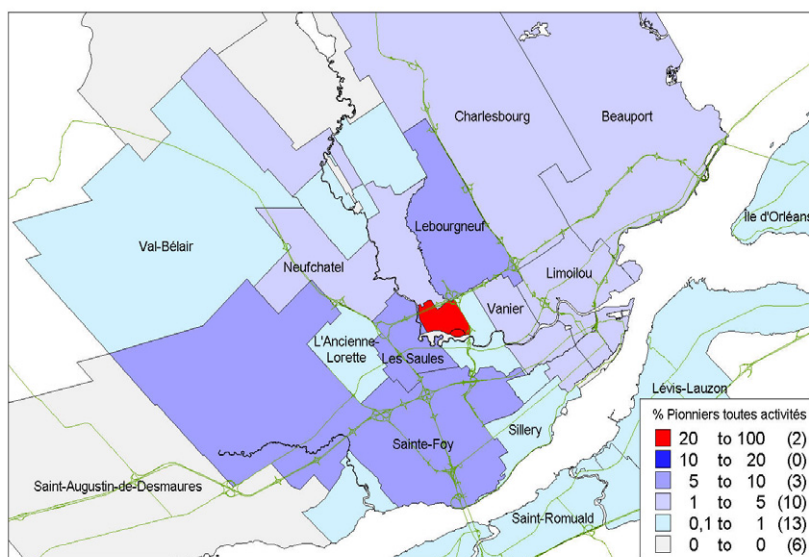 Charlesbourg
Beauport
Île d'Orléans
Lebourgneuf
Val-Bélair
Neufchatel
Limoilou
Vanier
L'Ancienne-
Lorette
Les Saules
Lévis-Lauzon
Sillery
Sainte-Foy
Saint-Augustin-de-Desmaures
Saint-Romuald
% Pionniers toutes activités
20 to 100 (2)
10 to 20 (0)
5 to 10 (3)
1 to 5 (10)
0,1 to 1 (13)
0 to 0 (6)